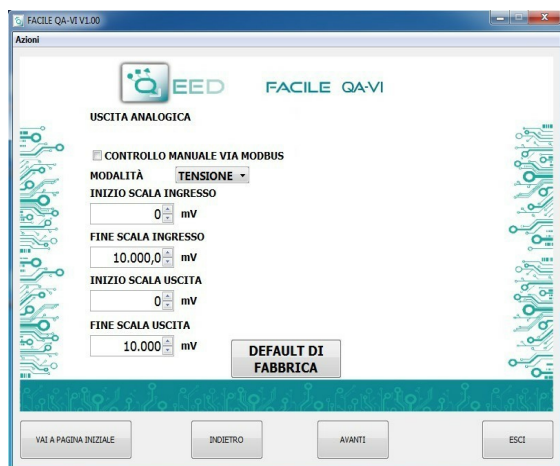 FACILE QA-VI V1.00
Azioni
QEED FACILE QA-VI
USCITA ANALOGICA
CONTROLLO MANUALE VIA MODBUS
MODALITÀ TENSIONE
INIZIO SCALA INGRESSO
0 mV
FINE SCALA INGRESSO
10.000,0 mV
INIZIO SCALA USCITA
0 mV
FINE SCALA USCITA
10.000 mV
DEFAULT DI
FABBRICA
VAI A PAGINA INIZIALE INDIETRO AVANTI ESCI